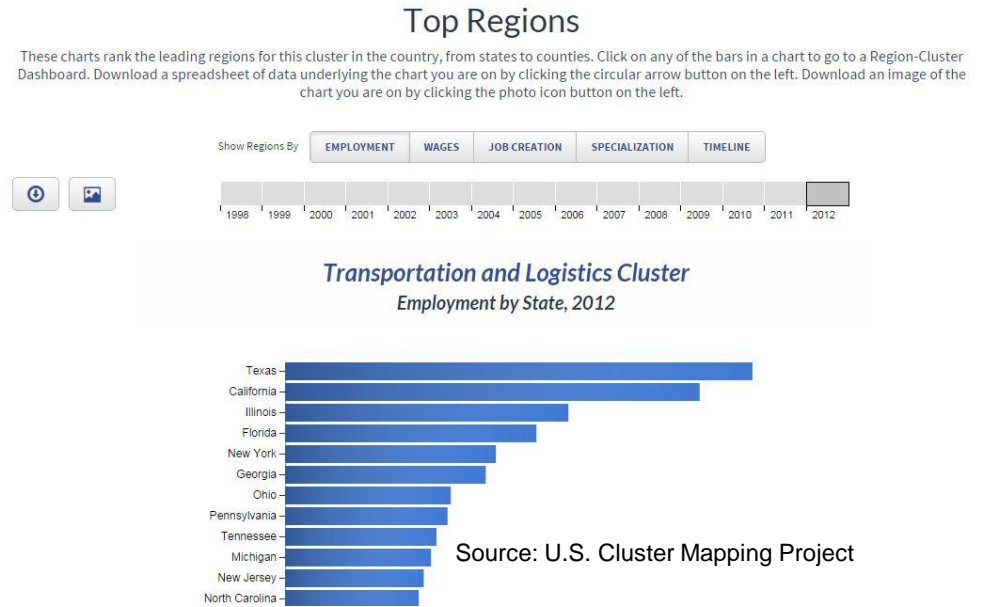 Top Regions
These charts rank the leading regions for this cluster in the country, from states to counties. Click on any of the bars in a chart to go to a Region-Cluster
Dashboard. Download a spreadsheet of data underlying the chart you are on by clicking the circular arrow button on the left. Download an image of the
chart you are on by clicking the photo icon button on the left.
Show Regions By EMPLOYMENT WAGES JOB CREATION SPECIALIZATION TIMELINE
1998 1999 2000 2001 2002 2003 2004 2005 2006 2007 2008 2009 2010 2011 2012
Transportation and Logistics Cluster
Employment by State, 2012
Texas
California
Illinois
Florida
New York
Georgia
Ohio
Pennsylvania
Tennessee
Michigan
Source: U.S. Cluster Mapping Project
New Jersey
North Carolina